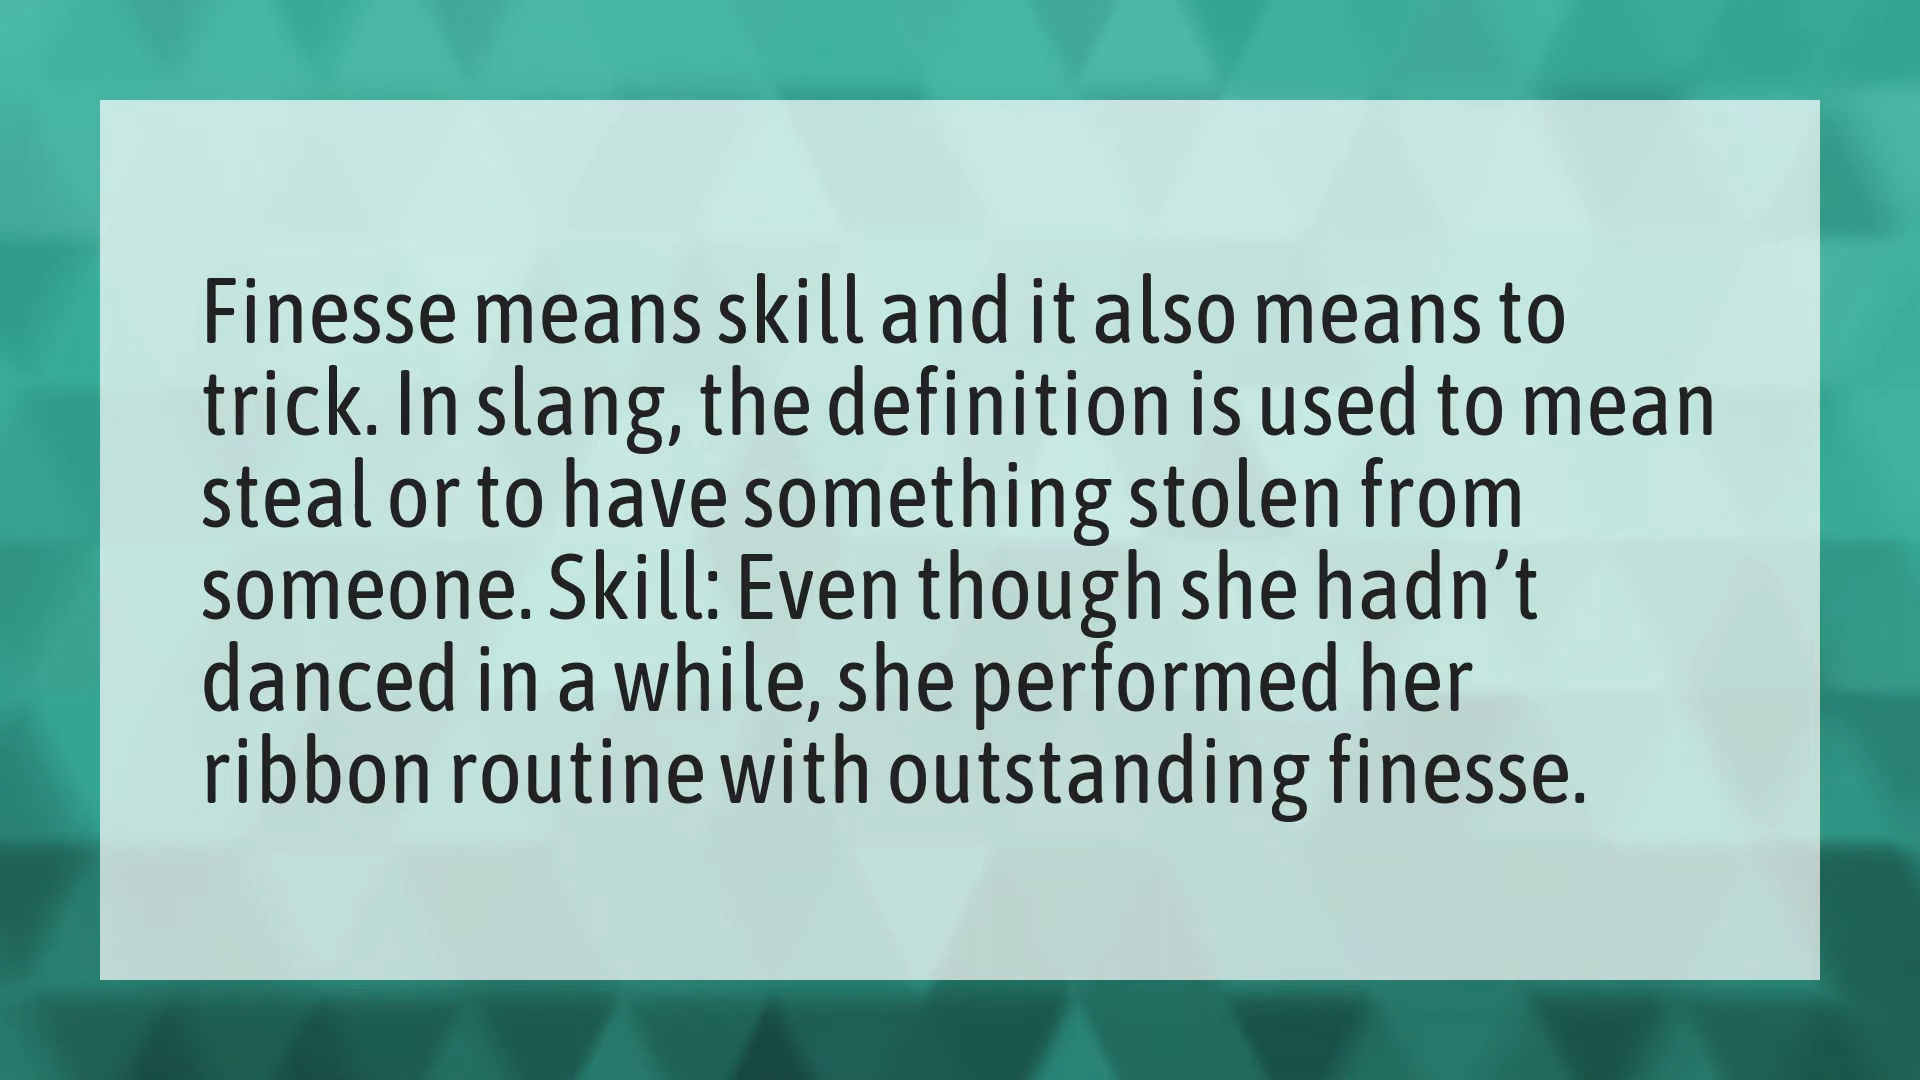 Finesse means skill and it also means to
trick. In slang, the definition is used to mean
steal or to have something stolen from
someone. Skill: Even though she hadn’t
danced in a while, she performed her
ribbon routine with outstanding finesse.